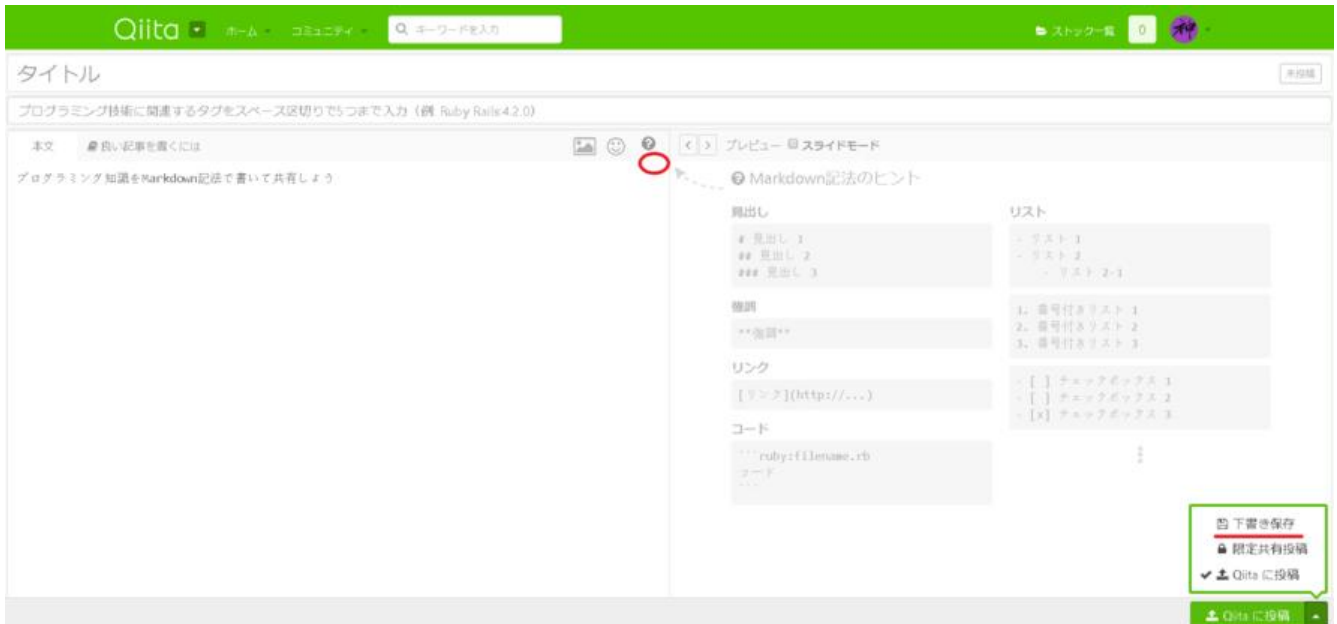 Qiita ホーム コミュニティ キーワードを入力 ストック一覧 0
タイトル 未投稿
プログラミング技術に関連するタグをスペース区切りで5つまで入力（例 Ruby Rails:4.2.0）
本文 良い記事を書くには プレビュー スライドモード
プログラミング知識をMarkdown記法で書いて共有しよう
Markdown記法のヒント
見出し
# 見出し 1
## 見出し 2
### 見出し 3
強調
**強調**
リンク
[リンク](http://...)
コード
```ruby:filename.rb
コード
```
リスト
- リスト 1
- リスト 2
    - リスト 2-1
1. 番号付きリスト 1
2. 番号付きリスト 2
3. 番号付きリスト 3
- [ ] チェックボックス 1
- [ ] チェックボックス 2
- [x] チェックボックス 3
下書き保存
限定共有投稿
Qiita に投稿
Qiita に投稿